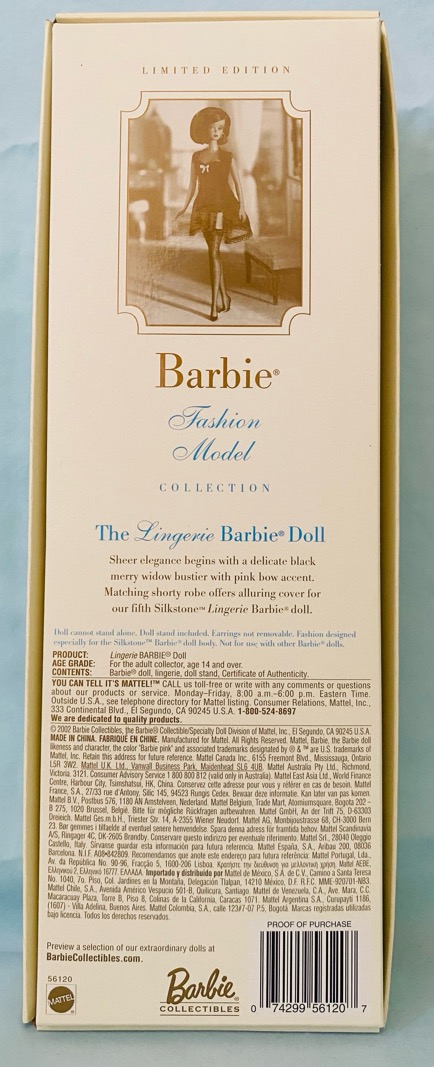 LIMITED EDITION
Barbie®
Fashion
Model
COLLECTION
The Lingerie Barbie® Doll
Sheer elegance begins with a delicate black
merry widow bustier with pink bow accent.
Matching shorty robe offers alluring cover for
our fifth Silkstone™ Lingerie Barbie® doll.
Doll cannot stand alone. Doll stand included. Earrings not removable. Fashion designed
especially for the Silkstone™ Barbie® doll body. Not for use with other Barbie® dolls.
PRODUCT: Lingerie BARBIE® Doll
AGE GRADE: For the adult collector, age 14 and over.
CONTENTS: Barbie® doll, lingerie, doll stand, Certificate of Authenticity.
YOU CAN TELL IT'S MATTEL!™ CALL us toll-free or write with any comments or questions
about our products or service. Monday–Friday, 8:00 a.m.–6:00 p.m. Eastern Time.
Outside U.S.A., see telephone directory for Mattel listing. Consumer Relations, Mattel, Inc.,
333 Continental Blvd., El Segundo, CA 90245 U.S.A. 1-800-524-8697
We are dedicated to quality products.
© 2002 Barbie Collectibles, the Barbie® Collectible/Specialty Doll Division of Mattel, Inc., El Segundo, CA 90245 U.S.A.
MADE IN CHINA. FABRIQUÉ EN CHINE. Manufactured for Mattel. All Rights Reserved. Mattel, Barbie, the Barbie doll
likeness and character, the color 'Barbie pink' and associated trademarks designated by ® & ™ are U.S. trademarks of
Mattel, Inc. Retain this address for future reference. Mattel Canada Inc., 6155 Freemont Blvd., Mississauga, Ontario
L5R 3W2. Mattel U.K. Ltd., Vanwall Business Park, Maidenhead SL6 4UB. Mattel Australia Pty Ltd., Richmond,
Victoria. 3121. Consumer Advisory Service 1 800 800 812 (valid only in Australia). Mattel East Asia Ltd., World Finance
Centre, Harbour City, Tsimshatsui, HK, China. Conservez cette adresse pour vous y référer en cas de besoin. Mattel
France, S.A., 27/33 rue d'Antony, Silic 145, 94523 Rungis Cedex. Bewaar deze informatie. Kan later van pas komen.
Mattel B.V., Postbus 576, 1180 AN Amstelveen, Nederland. Mattel Belgium, Trade Mart, Atomiumsquare, Bogota 202 -
B 275, 1020 Brussel, België. Bitte für mögliche Rückfragen aufbewahren. Mattel GmbH, An der Trift 75, D-63303
Dreieich. Mattel Ges.m.b.H., Triester Str. 14, A-2355 Wiener Neudorf. Mattel AG, Monbijoustrasse 68, CH-3000 Bern
23. Bør gemmes i tilfælde af eventuel senere henvendelse. Spara denna adress för framtida behov. Mattel Scandinavia
A/S, Ringager 4C, DK-2605 Brøndby. Conservare questo indirizzo per eventuale riferimento. Mattel Srl., 28040 Oleggio
Castello, Italy. Sírvanse guardar esta información para futura referencia. Mattel España, S.A., Aribau 200, 08036
Barcelona. N.I.F. A08-842809. Recomendamos que anote este endereço para futura referência: Mattel Portugal, Lda.,
Av. da República No. 90-96, Fracção 5, 1600-206 Lisboa. Κρατήστε την διεύθυνση για μελλοντική χρήση. Mattel AEBE,
Ελληνικού 2, Ελληνικό 16777, ΕΛΛΑΔΑ. Importado y distribuido por Mattel de México, S.A. de C.V., Camino a Santa Teresa
No. 1040, 7o. Piso, Col. Jardines en la Montaña, Delegación Tlalpan, 14210 México, D.F. R.F.C. MME-920701-NB3.
Mattel Chile, S.A., Avenida Américo Vespucio 501-B, Quilicura, Santiago. Mattel de Venezuela, C.A., Ave. Mara, C.C.
Macaracuay Plaza, Torre B, Piso 8, Colinas de la California, Caracas 1071. Mattel Argentina S.A., Curupaytí 1186,
(1607) - Villa Adelina, Buenos Aires. Mattel Colombia, S.A., calle 123#7-07 P.5, Bogotá. Marcas registradas utilizadas
bajo licencia. Todos los derechos reservados.
PROOF OF PURCHASE
Preview a selection of our extraordinary dolls at
BarbieCollectibles.com.
56120
MATTEL
Barbie®
COLLECTIBLES
0 74299 56120 7